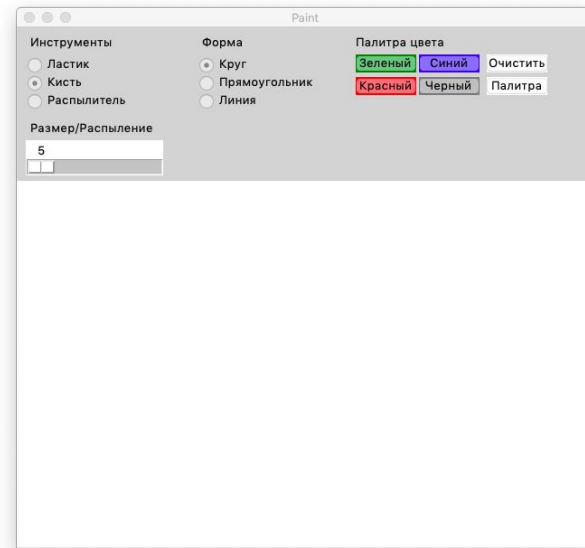 Paint
Инструменты
Ластик
Кисть
Распылитель
Размер/Распыление
5
Форма
Круг
Прямоугольник
Линия
Палитра цвета
Зеленый Синий Очистить
Красный Черный Палитра